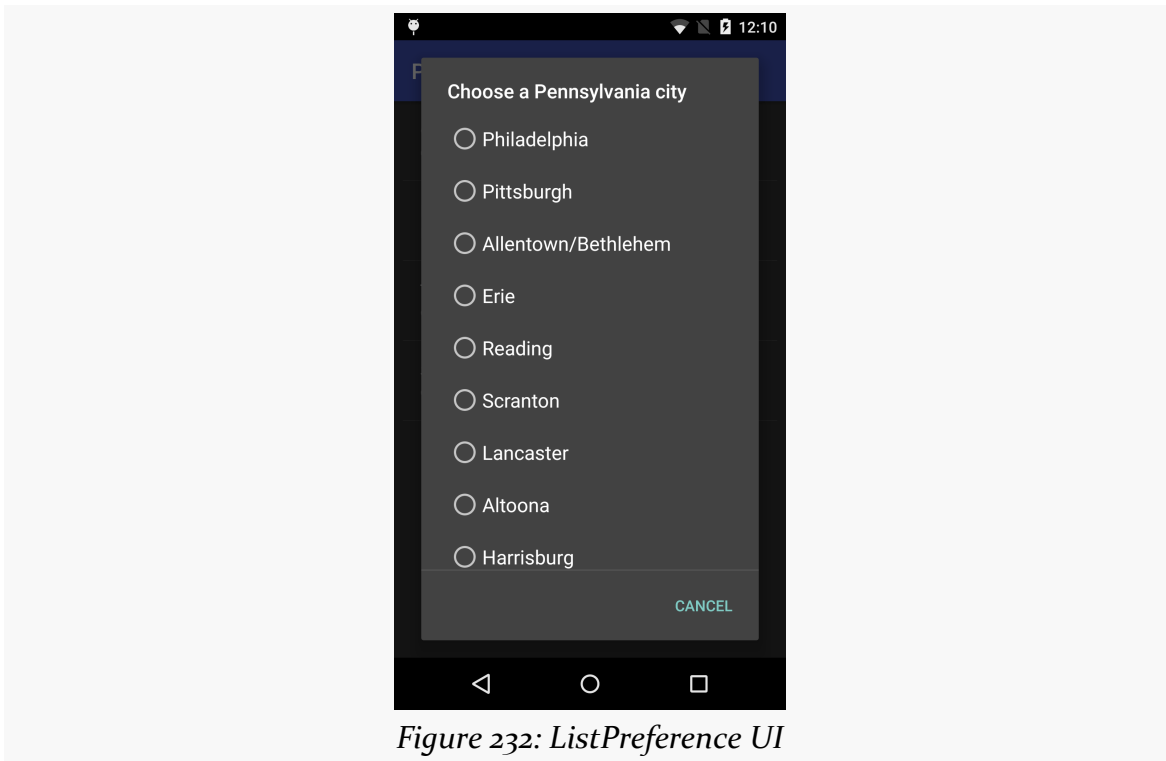 12:10
P
Choose a Pennsylvania city
Philadelphia
Pittsburgh
Allentown/Bethlehem
Erie
Reading
Scranton
Lancaster
Altoona
Harrisburg
CANCEL
Figure 232: ListPreference UI